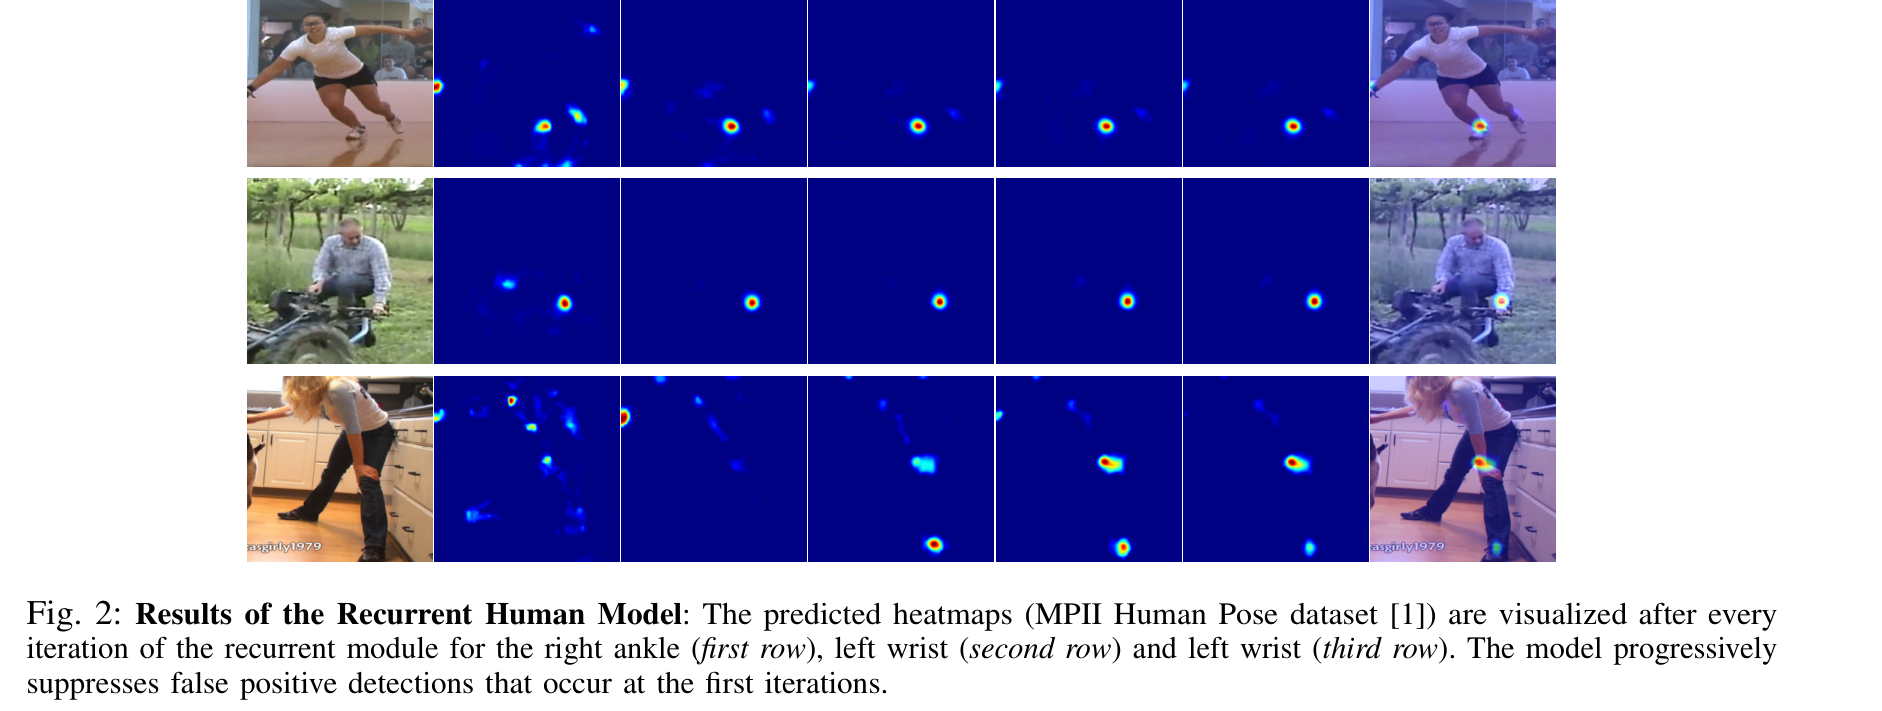 asgirly1979
asgirly1979
Fig. 2: Results of the Recurrent Human Model: The predicted heatmaps (MPII Human Pose dataset [1]) are visualized after every
iteration of the recurrent module for the right ankle (first row), left wrist (second row) and left wrist (third row). The model progressively
suppresses false positive detections that occur at the first iterations.